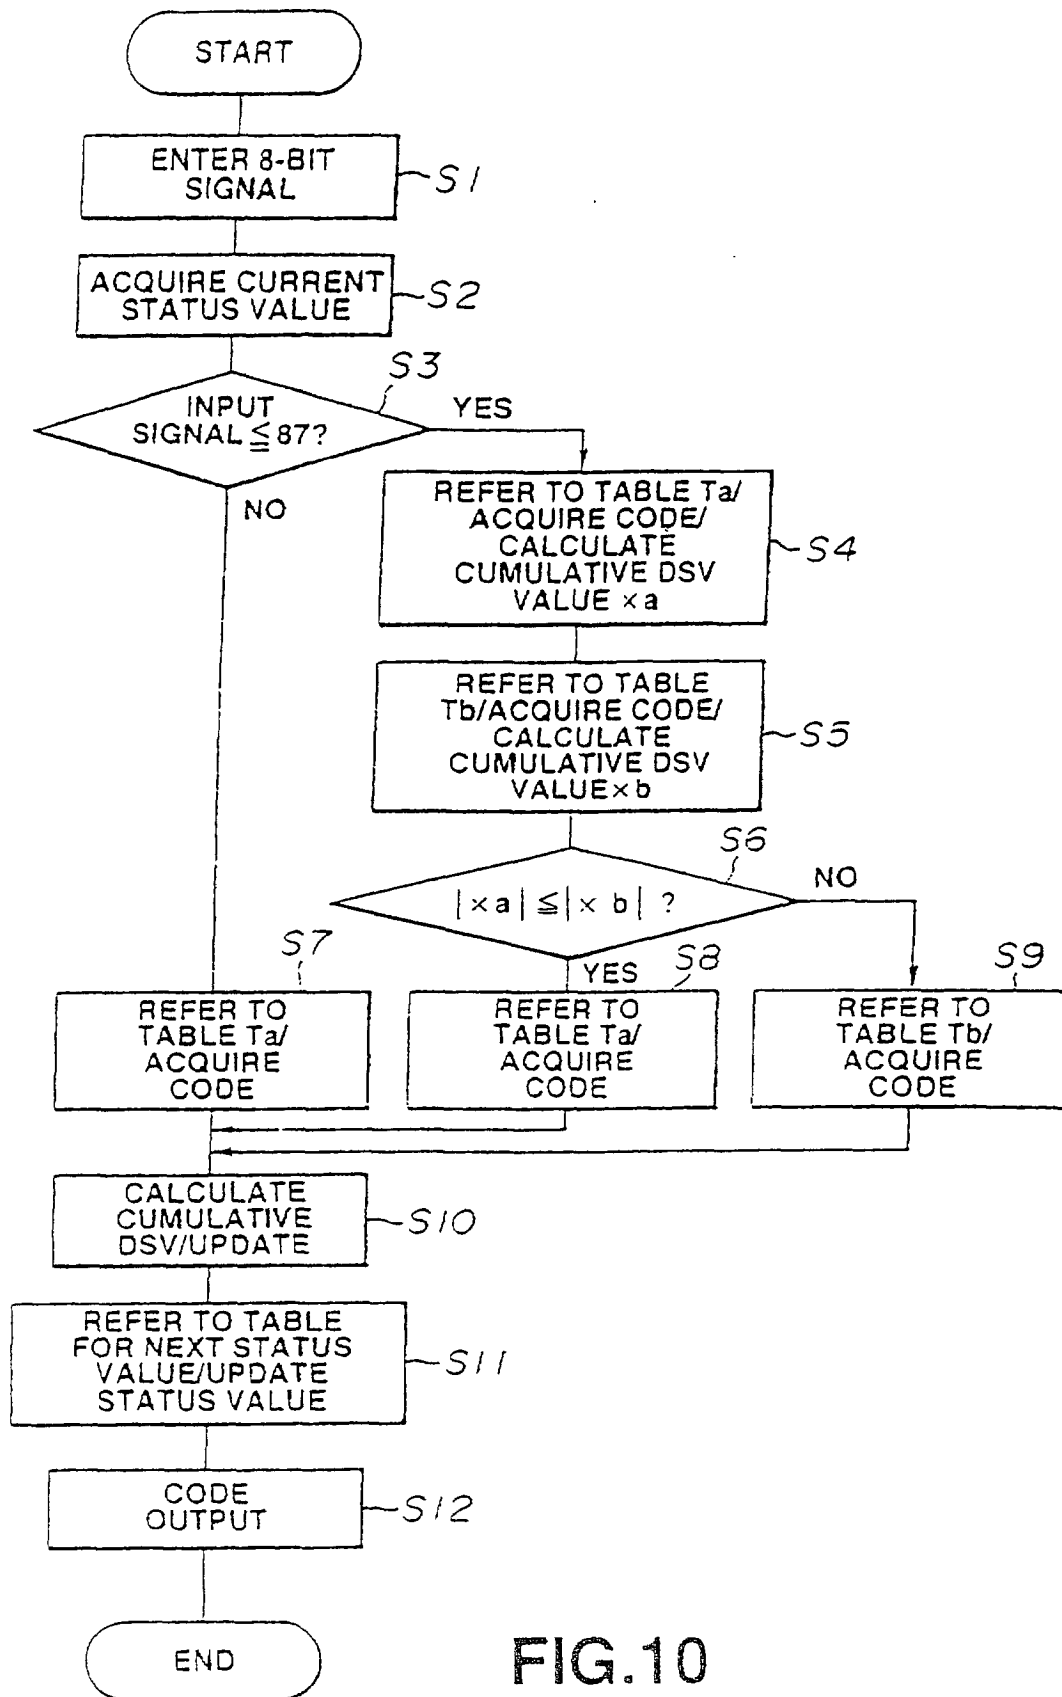 START
ENTER 8-BIT
SIGNAL
S1
ACQUIRE CURRENT
STATUS VALUE
S2
S3
INPUT
SIGNAL ≦ 87?
YES
NO
REFER TO TABLE Ta/
ACQUIRE CODE/
CALCULATE
CUMULATIVE DSV
VALUE ×a
S4
REFER TO TABLE
Tb/ACQUIRE CODE/
CALCULATE
CUMULATIVE DSV
VALUE×b
S5
S6
|×a| ≦ |× b| ?
NO
YES
S7
REFER TO
TABLE Ta/
ACQUIRE
CODE
S8
REFER TO
TABLE Ta/
ACQUIRE
CODE
S9
REFER TO
TABLE Tb/
ACQUIRE
CODE
CALCULATE
CUMULATIVE
DSV/UPDATE
S10
REFER TO TABLE
FOR NEXT STATUS
VALUE/UPDATE
STATUS VALUE
S11
CODE
OUTPUT
S12
END
FIG.10